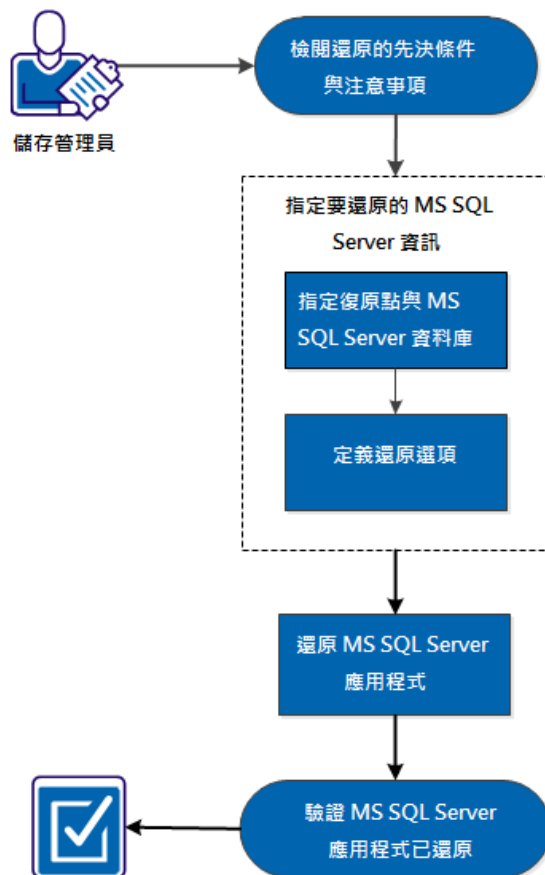 檢閱還原的先決條件
與注意事項
儲存管理員
指定要還原的 MS SQL
Server 資訊
指定復原點與 MS
SQL Server 資料庫
定義還原選項
還原 MS SQL Server
應用程式
驗證 MS SQL Server
應用程式已還原